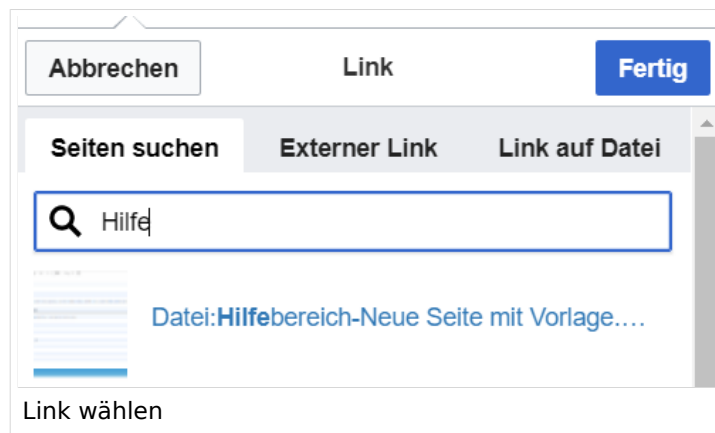 Abbrechen Link Fertig
Seiten suchen Externer Link Link auf Datei
Hilfe
Datei:Hilfebereich-Neue Seite mit Vorlage....
Link wählen